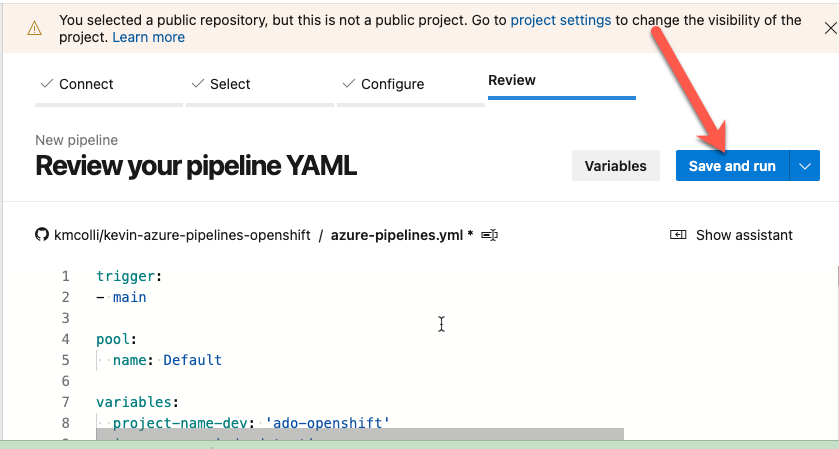 You selected a public repository, but this is not a public project. Go to project settings to change the visibility of the
project. Learn more
Connect
Select
Configure
Review
New pipeline
Review your pipeline YAML
Variables
Save and run
kmcolli/kevin-azure-pipelines-openshift / azure-pipelines.yml *
Show assistant
1 trigger:
2 - main
3
4 pool:
5 name: Default
6
7 variables:
8 project-name-dev: 'ado-openshift'